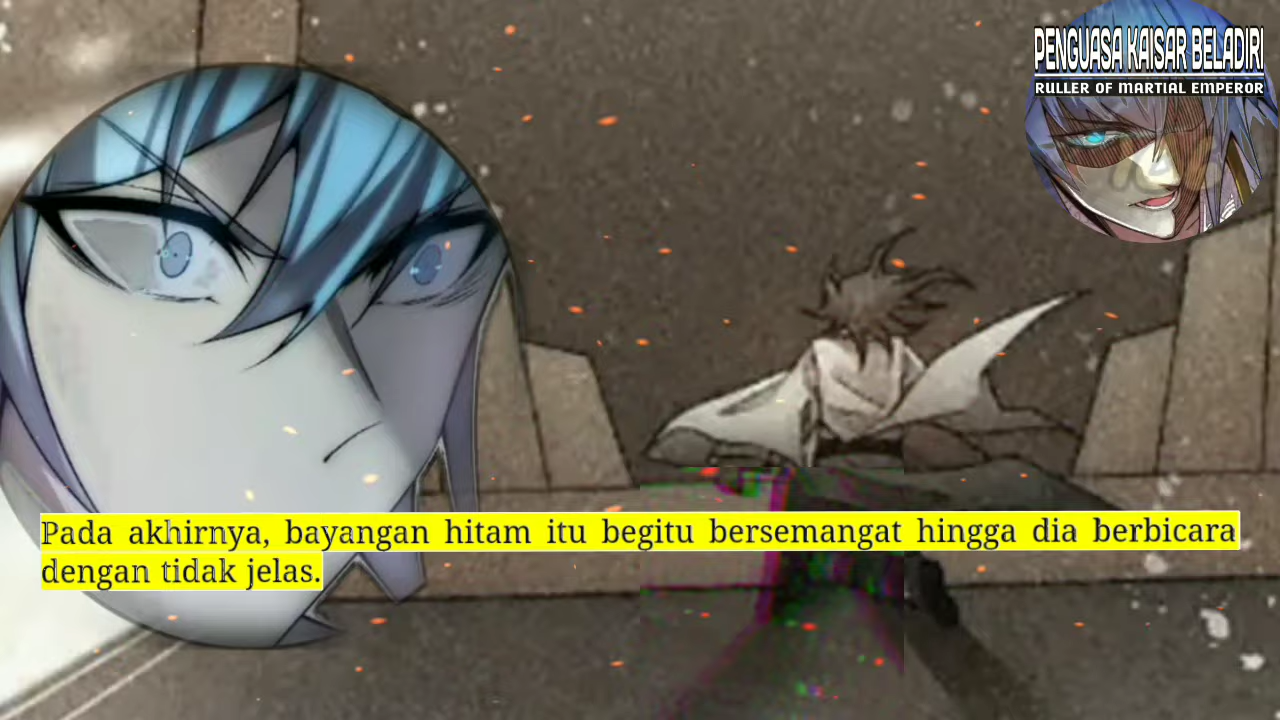 PENGUASA KAISAR BELADIRI
RULLER OF MARTIAL EMPEROR
Pada akhirnya, bayangan hitam itu begitu bersemangat hingga dia berbicara
dengan tidak jelas.